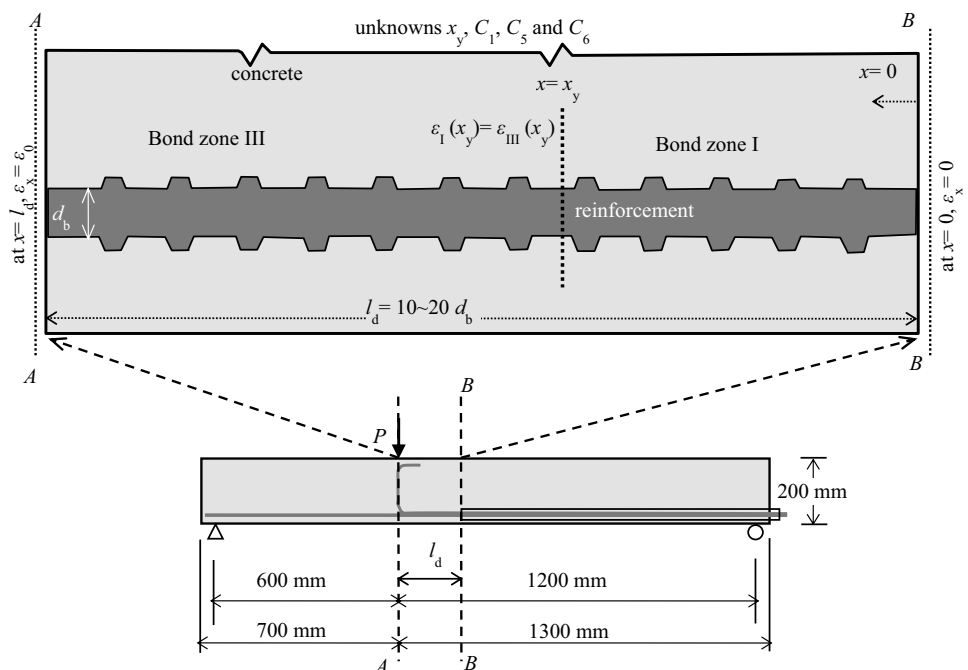 A
B
unknowns x_y, C_1, C_5 and C_6
concrete
x= 0
x= x_y
Bond zone III
ε_I (x_y)= ε_III (x_y)
Bond zone I
at x= l_d, ε_x = ε_0
d_b
reinforcement
at x= 0, ε_x = 0
l_d= 10~20 d_b
A
B
B
P
200 mm
l_d
600 mm
1200 mm
700 mm
1300 mm
A
B